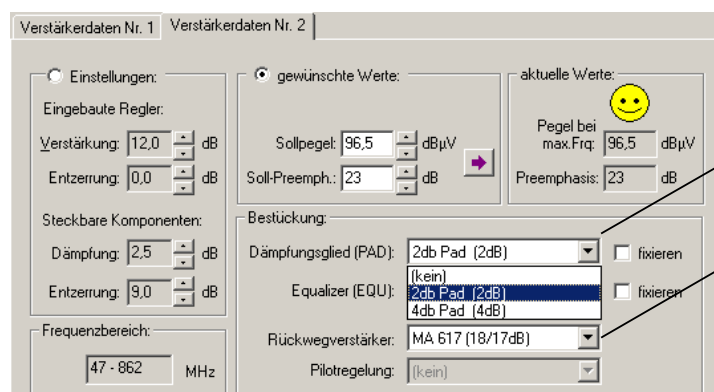 Verstärkerdaten Nr. 1
Verstärkerdaten Nr. 2
Einstellungen:
Eingebaute Regler:
Verstärkung: 12,0 dB
Entzerrung: 0,0 dB
Steckbare Komponenten:
Dämpfung: 2,5 dB
Entzerrung: 9,0 dB
Frequenzbereich:
47 - 862 MHz
gewünschte Werte:
Sollpegel: 96,5 dBµV
Soll-Preemph.: 23 dB
aktuelle Werte:
Pegel bei
max.Frq: 96,5 dBµV
Preemphasis: 23 dB
Bestückung:
Dämpfungsglied (PAD): 2db Pad (2dB) fixieren
(kein)
Equalizer (EQU): 2db Pad (2dB) fixieren
4db Pad (4dB)
Rückwegverstärker: MA 617 (18/17dB)
Pilotregelung: (kein)